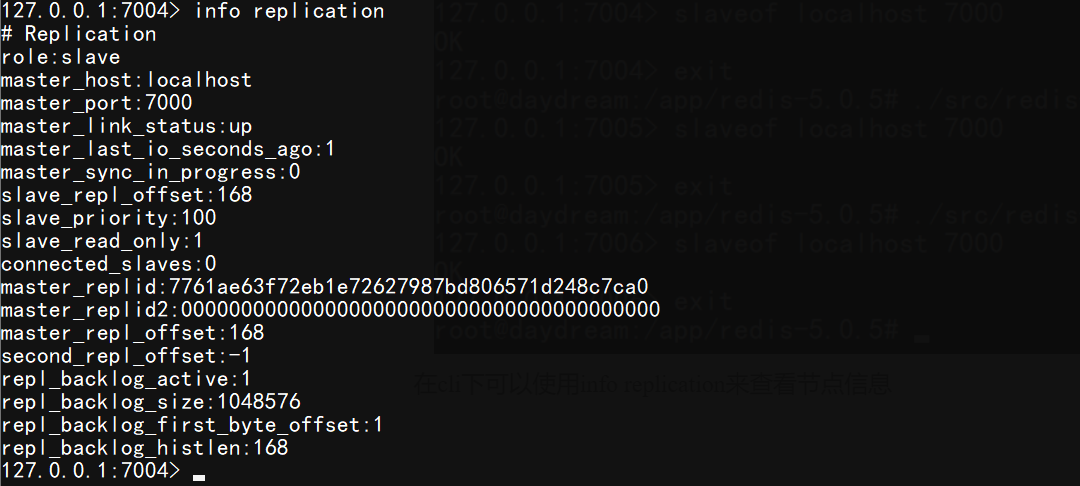 127.0.0.1:7004> info replication
# Replication
role:slave
master_host:localhost
master_port:7000
master_link_status:up
master_last_io_seconds_ago:1
master_sync_in_progress:0
slave_repl_offset:168
slave_priority:100
slave_read_only:1
connected_slaves:0
master_replid:7761ae63f72eb1e72627987bd806571d248c7ca0
master_replid2:0000000000000000000000000000000000000000
master_repl_offset:168
second_repl_offset:-1
repl_backlog_active:1
repl_backlog_size:1048576
repl_backlog_first_byte_offset:1
repl_backlog_histlen:168
127.0.0.1:7004>
slaveof localhost 7000
OK
127.0.0.1:7004> exit
root@daydream:/app/redis-5.0.5# ./src/redis
127.0.0.1:7005> slaveof localhost 7000
OK
127.0.0.1:7005> exit
root@daydream:/app/redis-5.0.5# ./src/redis
127.0.0.1:7006> slaveof localhost 7000
OK
exit
root@daydream:/app/redis-5.0.5#
在cli下可以使用info replication来查看节点信息